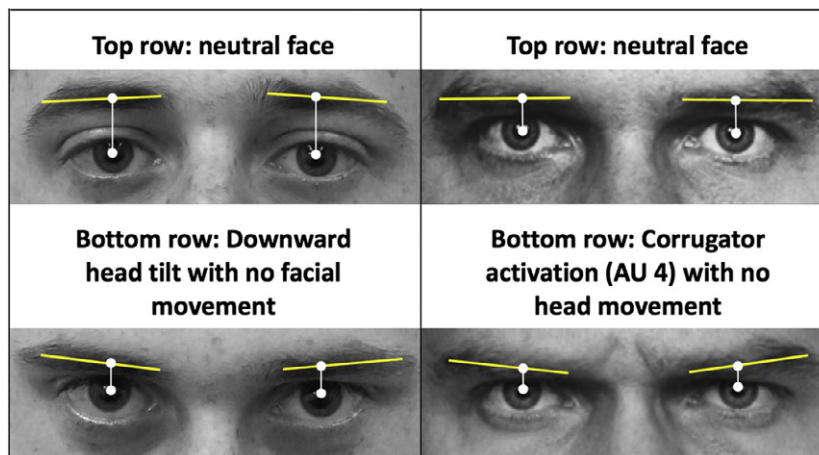 Top row: neutral face
Top row: neutral face
Bottom row: Downward
head tilt with no facial
movement
Bottom row: Corrugator
activation (AU 4) with no
head movement